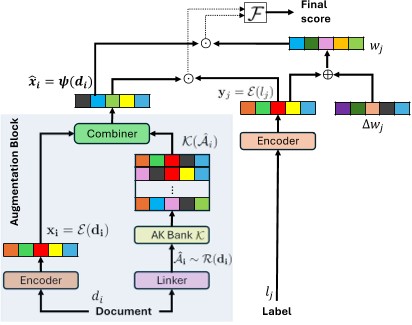 Final
score
ℱ
⊙
w_j
x̂_i = ψ(d_i)
⊙
y_j = ℰ(l_j)
⊕
Δw_j
Combiner
Encoder
Augmentation Block
𝒦(Â_i)
⋮
x_i = ℰ(d_i)
AK Bank 𝒦
Â_i ∼ ℛ(d_i)
Encoder
Linker
d_i
Document
l_j
Label